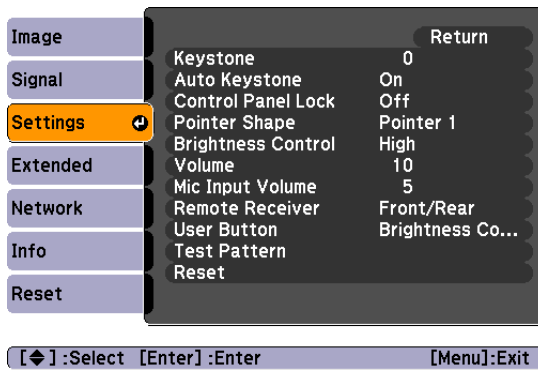 Image
Signal
Settings
Extended
Network
Info
Reset
Return
Keystone 0
Auto Keystone On
Control Panel Lock Off
Pointer Shape Pointer 1
Brightness Control High
Volume 10
Mic Input Volume 5
Remote Receiver Front/Rear
User Button Brightness Co...
Test Pattern
Reset
[◆] :Select [Enter] :Enter [Menu]:Exit